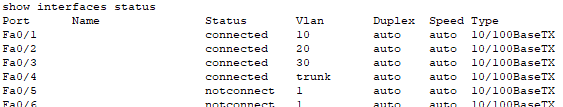 show interfaces status
Port Name Status Vlan Duplex Speed Type
Fa0/1 connected 10 auto auto 10/100BaseTX
Fa0/2 connected 20 auto auto 10/100BaseTX
Fa0/3 connected 30 auto auto 10/100BaseTX
Fa0/4 connected trunk auto auto 10/100BaseTX
Fa0/5 notconnect 1 auto auto 10/100BaseTX
Fa0/6 notconnect 1 auto auto 10/100BaseTX